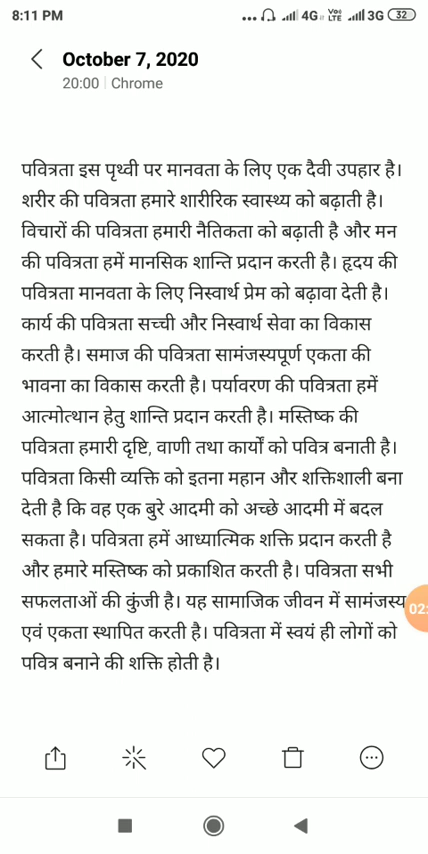 8:11 PM ... 4G Vo LTE 3G 32
October 7, 2020
20:00 | Chrome
पवित्रता इस पृथ्वी पर मानवता के लिए एक दैवी उपहार है।
शरीर की पवित्रता हमारे शारीरिक स्वास्थ्य को बढ़ाती है।
विचारों की पवित्रता हमारी नैतिकता को बढ़ाती है और मन
की पवित्रता हमें मानसिक शान्ति प्रदान करती है। हृदय की
पवित्रता मानवता के लिए निस्वार्थ प्रेम को बढ़ावा देती है।
कार्य की पवित्रता सच्ची और निस्वार्थ सेवा का विकास
करती है। समाज की पवित्रता सामंजस्यपूर्ण एकता की
भावना का विकास करती है। पर्यावरण की पवित्रता हमें
आत्मोत्थान हेतु शान्ति प्रदान करती है। मस्तिष्क की
पवित्रता हमारी दृष्टि, वाणी तथा कार्यों को पवित्र बनाती है।
पवित्रता किसी व्यक्ति को इतना महान और शक्तिशाली बना
देती है कि वह एक बुरे आदमी को अच्छे आदमी में बदल
सकता है। पवित्रता हमें आध्यात्मिक शक्ति प्रदान करती है
और हमारे मस्तिष्क को प्रकाशित करती है। पवित्रता सभी
सफलताओं की कुंजी है। यह सामाजिक जीवन में सामंजस्य
02:
एवं एकता स्थापित करती है। पवित्रता में स्वयं ही लोगों को
पवित्र बनाने की शक्ति होती है।